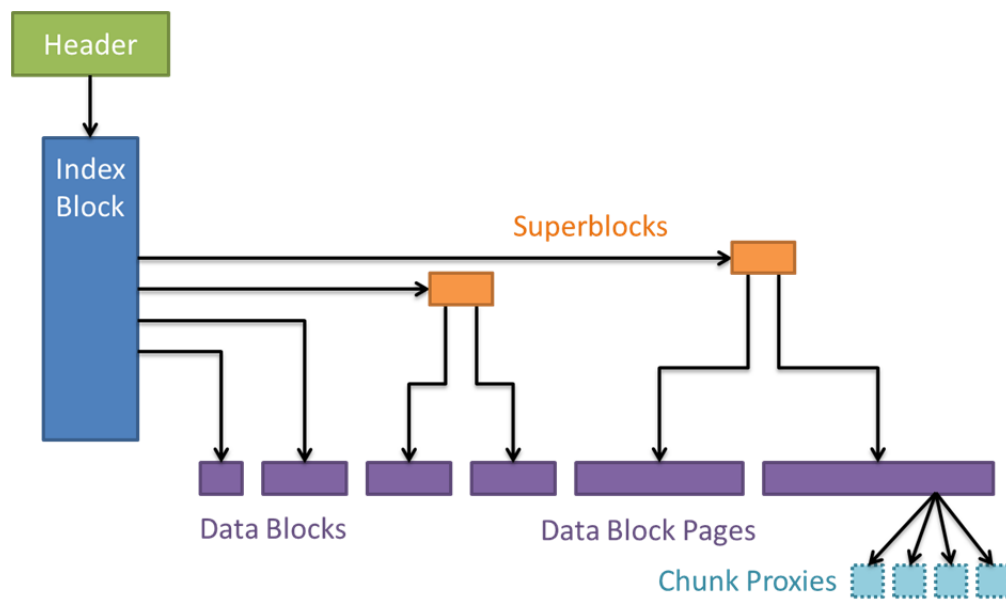 Header
Index
Block
Superblocks
Data Blocks
Data Block Pages
Chunk Proxies